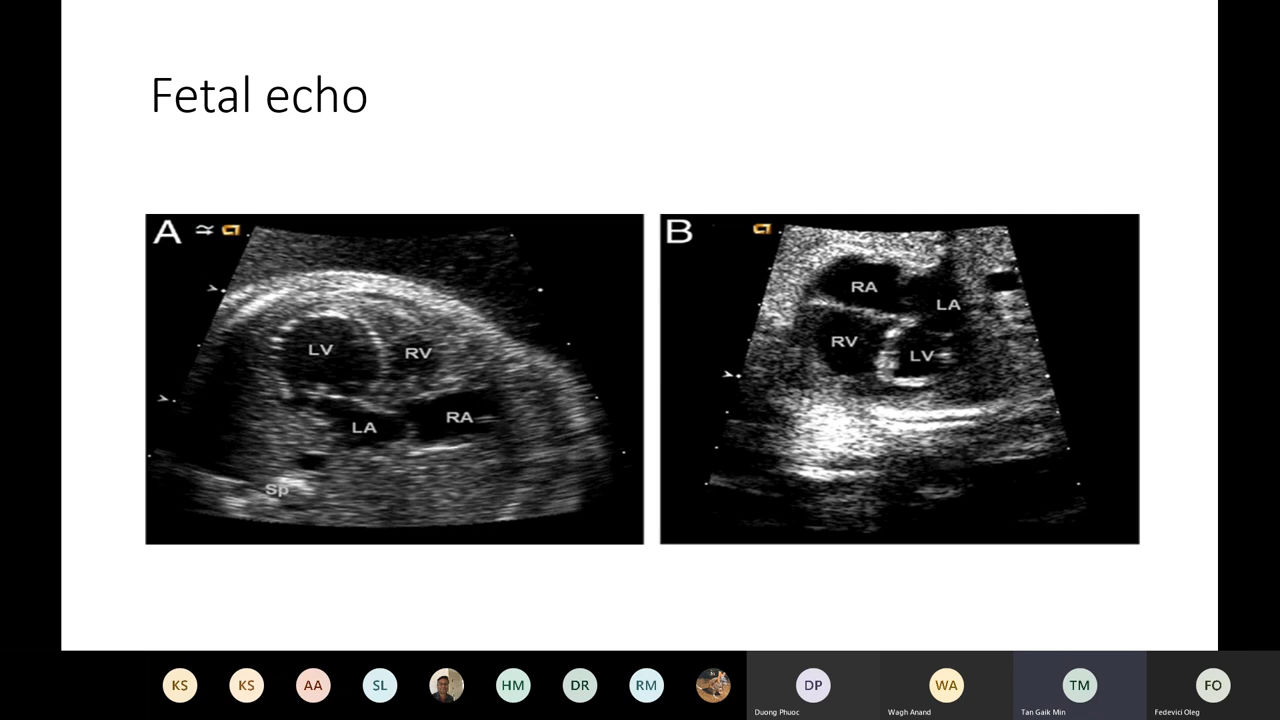 Fetal echo
A
B
LV
RV
LA
RA
Sp
RA
LA
RV
LV
KS
KS
AA
SL
HM
DR
RM
DP
WA
TM
FO
Duong Phuoc
Wagh Anand
Tan Gaik Min
Fedevici Oleg